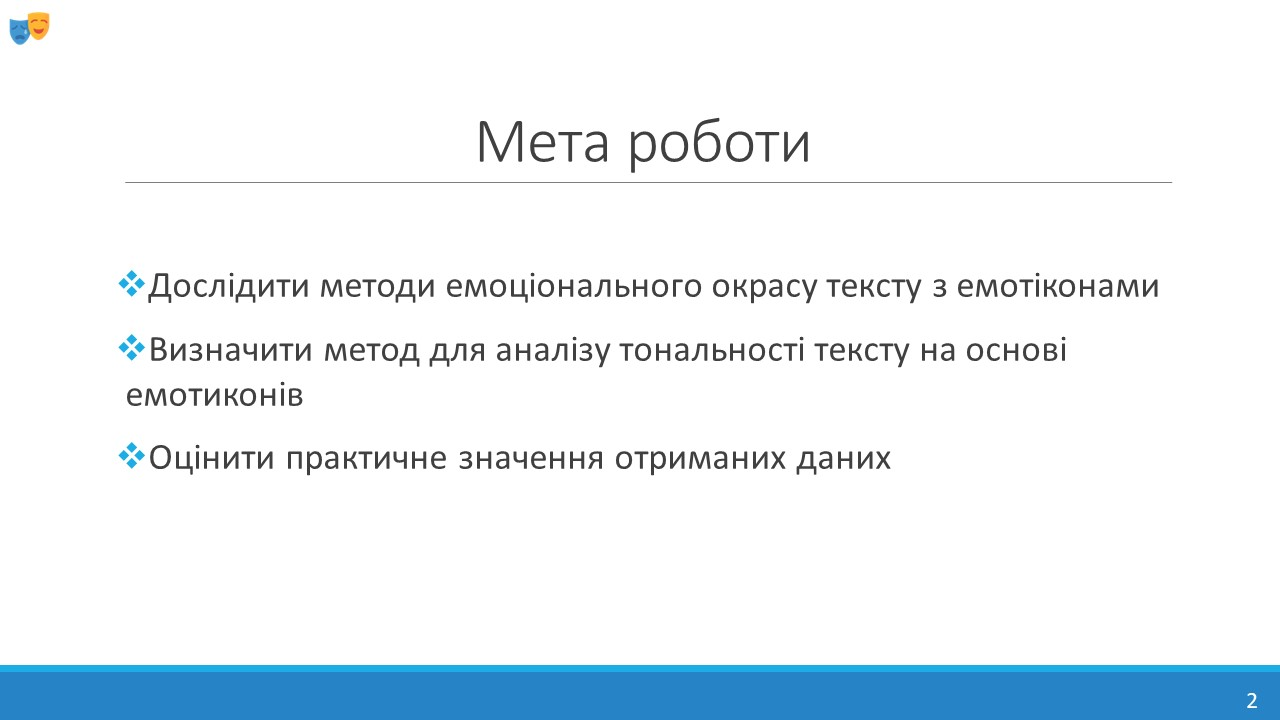 Мета роботи
❖Дослідити методи емоціонального окрасу тексту з емотіконами
❖Визначити метод для аналізу тональності тексту на основі
емотиконів
❖Оцінити практичне значення отриманих даних
2